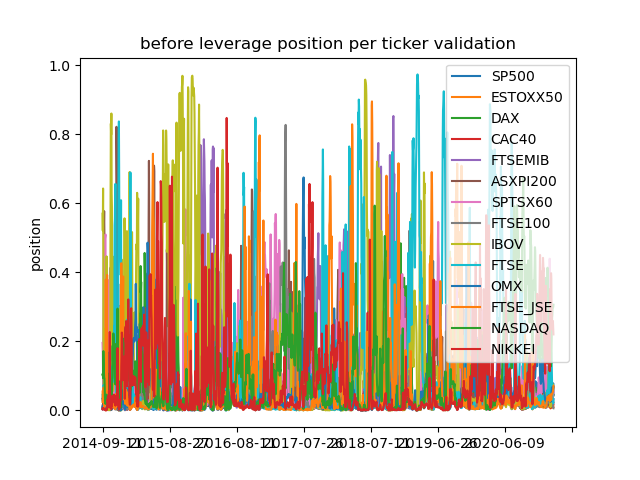 before leverage position per ticker validation
1.0
0.8
0.6
0.4
0.2
0.0
position
SP500
ESTOXX50
DAX
CAC40
FTSEMIB
ASXPI200
SPTSX60
FTSE100
IBOV
FTSE
OMX
FTSE_JSE
NASDAQ
NIKKEI
2014-09-11 2015-08-27 2016-08-11 2017-07-26 2018-07-11 2019-06-26 2020-06-09